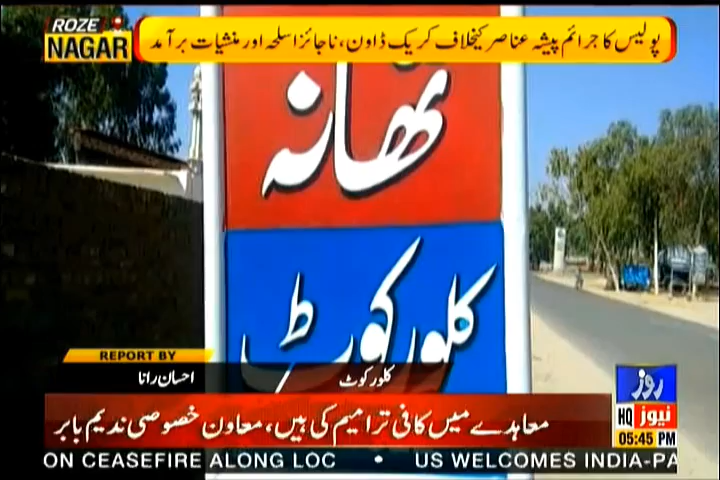 ROZE
NAGAR
پولیس کا جرائم پیشہ عناصر کیخلاف کریک ڈاون، ناجائز اسلحہ اور منشیات برآمد
تھانہ
کلورکوٹ
REPORT BY
احسان رانا
کلورکوٹ
معاہدے میں کافی ترامیم کی ہیں، معاون خصوصی ندیم بابر
روز
HQ نیوز
05:45 PM
ON CEASEFIRE ALONG LOC • US WELCOMES INDIA-PA